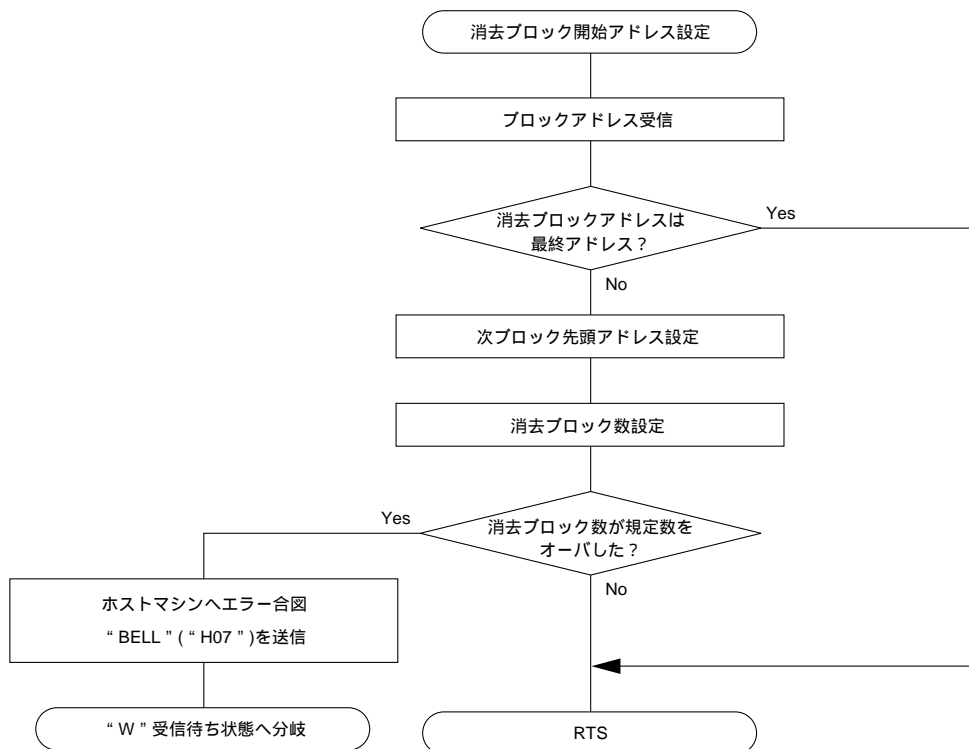 消去ブロック開始アドレス設定
ブロックアドレス受信
消去ブロックアドレスは
最終アドレス？
Yes
No
次ブロック先頭アドレス設定
消去ブロック数設定
消去ブロック数が規定数を
オーバした？
Yes
No
ホストマシンへエラー合図
“ BELL ” ( “ H07 ” )を送信
“ W ” 受信待ち状態へ分岐
RTS